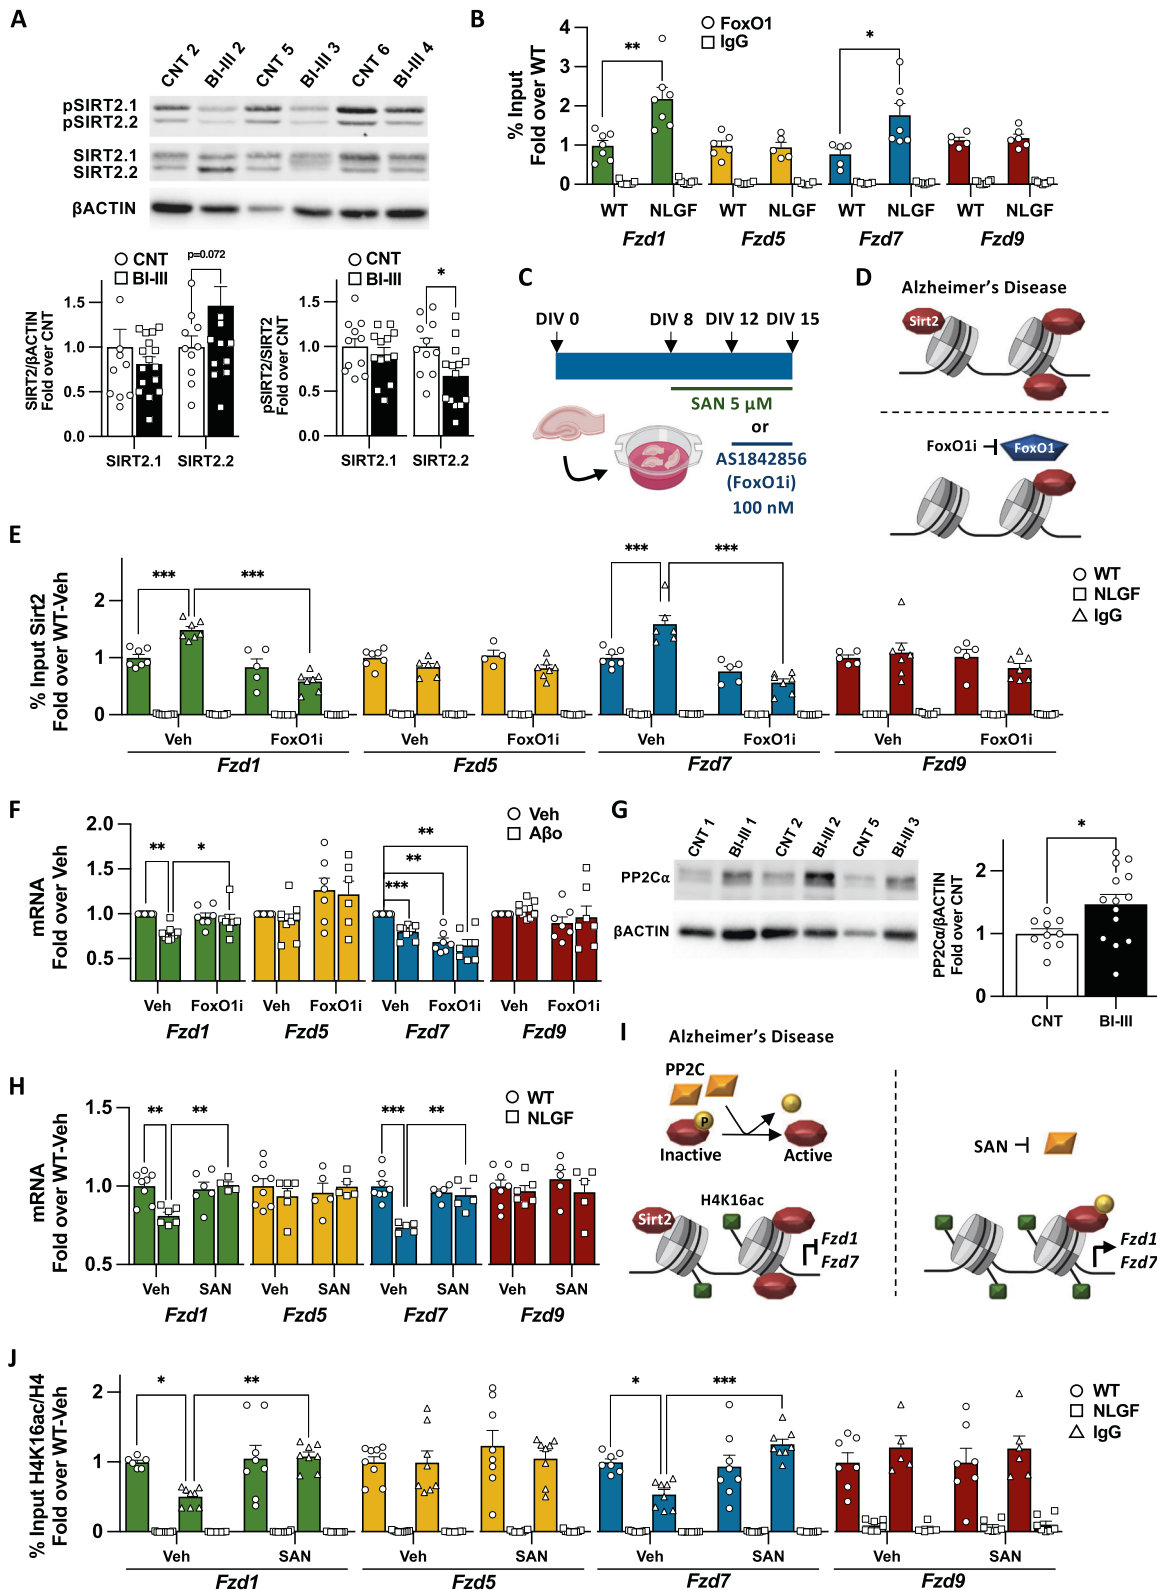 A
CNT 2
BI-III 2
CNT 5
BI-III 3
CNT 6
BI-III 4
pSIRT2.1
pSIRT2.2
SIRT2.1
SIRT2.2
βACTIN
CNT
BI-III
p=0.072
SIRT2/βACTIN
Fold over CNT
1.5
1.0
0.5
0.0
SIRT2.1
SIRT2.2
CNT
BI-III
*
pSIRT2/SIRT2
Fold over CNT
1.5
1.0
0.5
0.0
SIRT2.1
SIRT2.2
B
FoxO1
IgG
% Input
Fold over WT
4
3
2
1
0
**
*
WT
NLGF
WT
NLGF
WT
NLGF
WT
NLGF
Fzd1
Fzd5
Fzd7
Fzd9
C
DIV 0
DIV 8
DIV 12
DIV 15
SAN 5 µM
or
AS1842856
(FoxO1i)
100 nM
D
Alzheimer's Disease
Sirt2
FoxO1i
FoxO1
E
% Input Sirt2
Fold over WT-Veh
2
1
0
***
***
***
***
WT
NLGF
IgG
Veh
FoxO1i
Veh
FoxO1i
Veh
FoxO1i
Veh
FoxO1i
Fzd1
Fzd5
Fzd7
Fzd9
F
Veh
Aβo
mRNA
Fold over Veh
2.0
1.5
1.0
0.5
**
*
**
**
***
Veh
FoxO1i
Veh
FoxO1i
Veh
FoxO1i
Veh
FoxO1i
Fzd1
Fzd5
Fzd7
Fzd9
G
CNT 1
BI-III 1
CNT 2
BI-III 2
CNT 5
BI-III 3
PP2Cα
βACTIN
PP2Cα/βACTIN
Fold over CNT
2
1
0
*
CNT
BI-III
H
WT
NLGF
mRNA
Fold over WT-Veh
1.5
1.0
0.5
**
**
***
**
Veh
SAN
Veh
SAN
Veh
SAN
Veh
SAN
Fzd1
Fzd5
Fzd7
Fzd9
I
Alzheimer's Disease
PP2C
P
Inactive
Active
Sirt2
H4K16ac
Fzd1
Fzd7
SAN
Fzd1
Fzd7
J
% Input H4K16ac/H4
Fold over WT-Veh
2
1
0
*
**
*
***
WT
NLGF
IgG
Veh
SAN
Veh
SAN
Veh
SAN
Veh
SAN
Fzd1
Fzd5
Fzd7
Fzd9